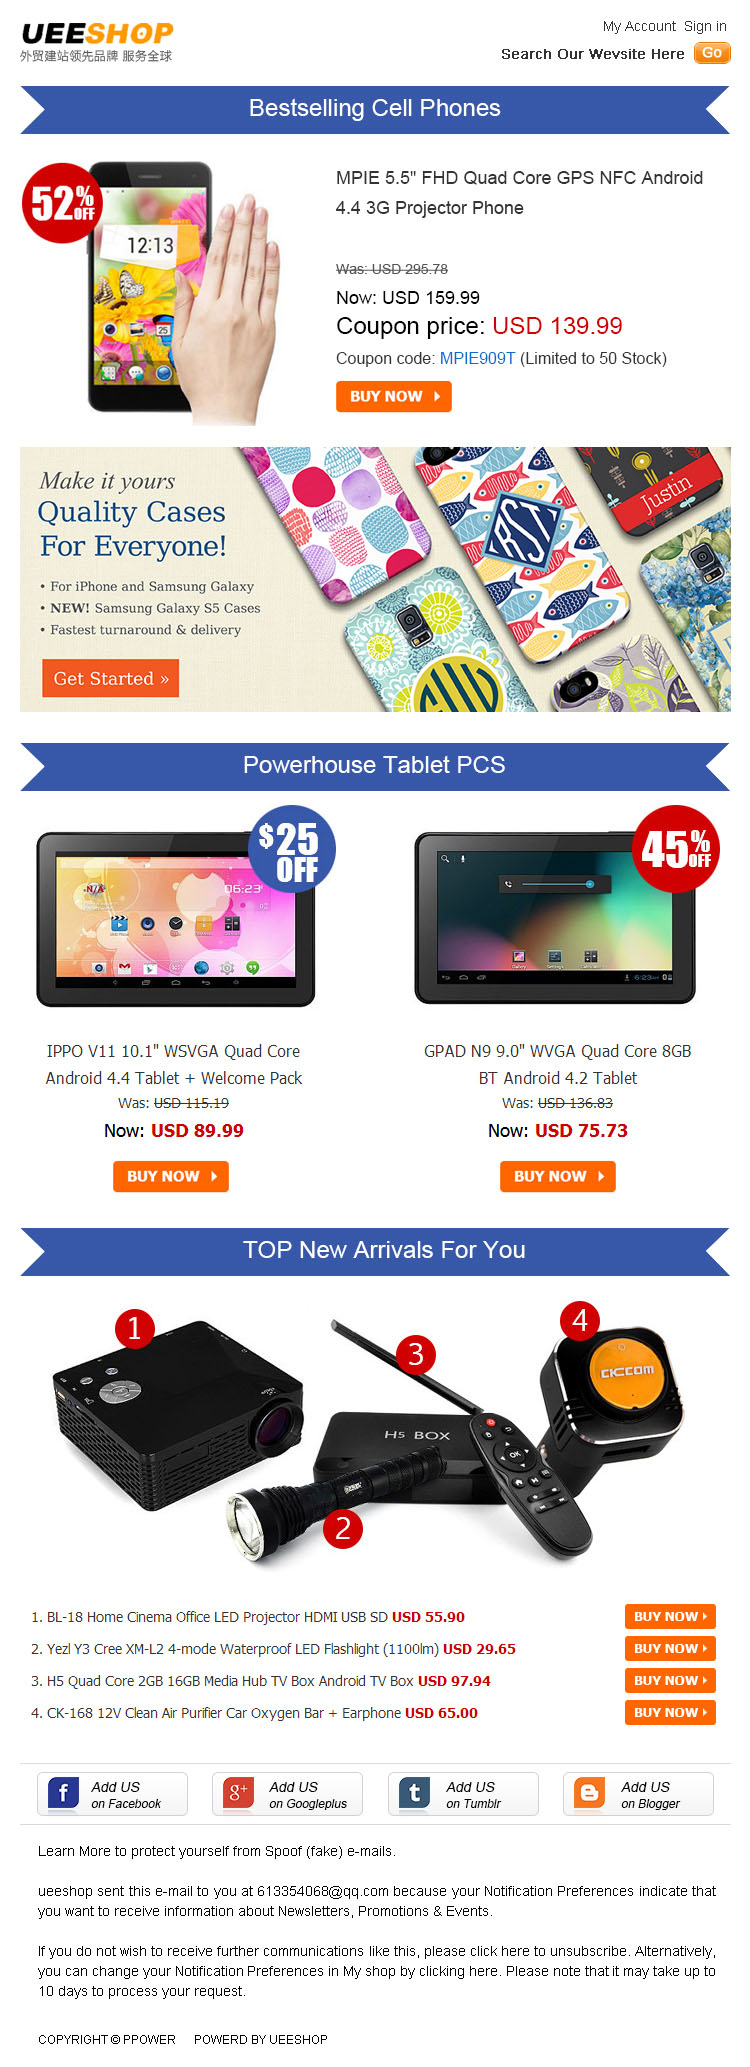 UEESHOP
外贸建站领先品牌 服务全球
My Account Sign in
Search Our Wevsite Here Go
Bestselling Cell Phones
52% OFF
12:13
25
MPIE 5.5" FHD Quad Core GPS NFC Android
4.4 3G Projector Phone
Was: USD 295.78
Now: USD 159.99
Coupon price: USD 139.99
Coupon code: MPIE909T (Limited to 50 Stock)
BUY NOW
Make it yours
Quality Cases
For Everyone!
• For iPhone and Samsung Galaxy
• NEW! Samsung Galaxy S5 Cases
• Fastest turnaround & delivery
Get Started »
RST
Justin
Powerhouse Tablet PCS
$25 OFF
06:23
45% OFF
6:23
IPPO V11 10.1" WSVGA Quad Core
Android 4.4 Tablet + Welcome Pack
Was: USD 115.19
Now: USD 89.99
BUY NOW
GPAD N9 9.0" WVGA Quad Core 8GB
BT Android 4.2 Tablet
Was: USD 136.83
Now: USD 75.73
BUY NOW
TOP New Arrivals For You
1
3
4
CKCCOM
H5 BOX
OK
2
1. BL-18 Home Cinema Office LED Projector HDMI USB SD USD 55.90 BUY NOW
2. Yezl Y3 Cree XM-L2 4-mode Waterproof LED Flashlight (1100lm) USD 29.65 BUY NOW
3. H5 Quad Core 2GB 16GB Media Hub TV Box Android TV Box USD 97.94 BUY NOW
4. CK-168 12V Clean Air Purifier Car Oxygen Bar + Earphone USD 65.00 BUY NOW
Add US
on Facebook
Add US
on Googleplus
Add US
on Tumblr
Add US
on Blogger
Learn More to protect yourself from Spoof (fake) e-mails.
ueeshop sent this e-mail to you at 613354068@qq.com because your Notification Preferences indicate that
you want to receive information about Newsletters, Promotions & Events.
If you do not wish to receive further communications like this, please click here to unsubscribe. Alternatively,
you can change your Notification Preferences in My shop by clicking here. Please note that it may take up to
10 days to process your request.
COPYRIGHT © PPOWER POWERD BY UEESHOP